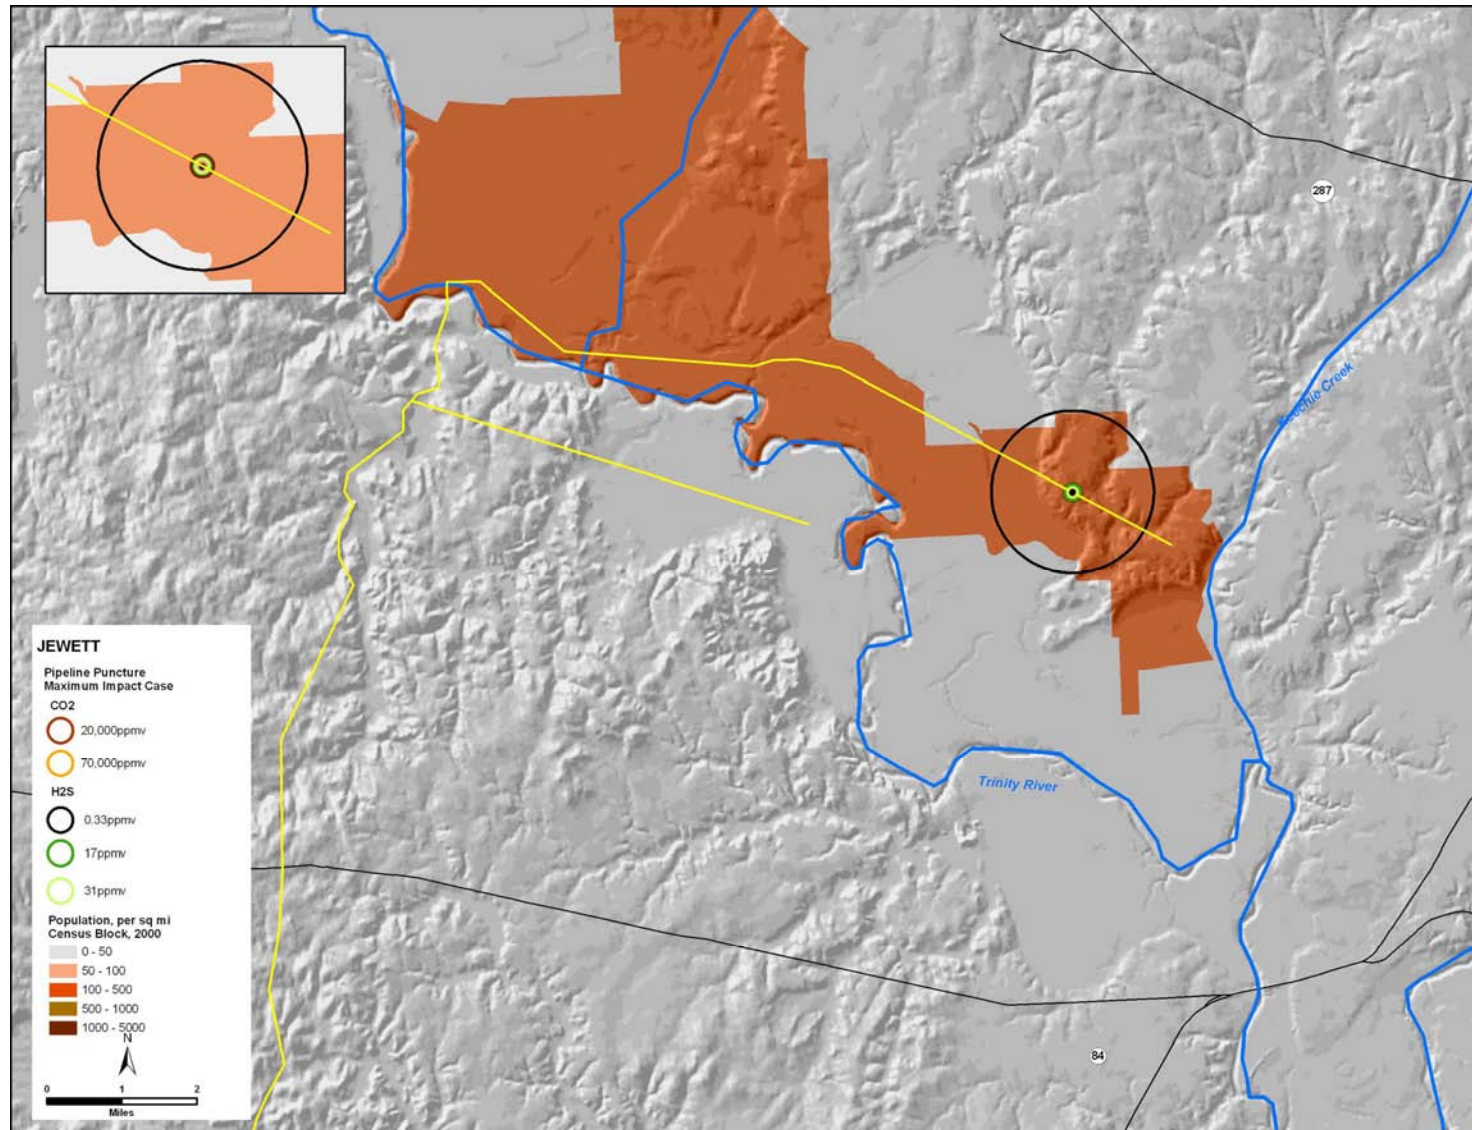 287
Creek
JEWETT
Pipeline Puncture
Maximum Impact Case
CO2
20,000ppmv
70,000ppmv
H2S
0.33ppmv
17ppmv
31ppmv
Population, per sq mi
Census Block, 2000
0 - 50
50 - 100
100 - 500
500 - 1000
1000 - 5000
N
0 1 2
Miles
Trinity River
84